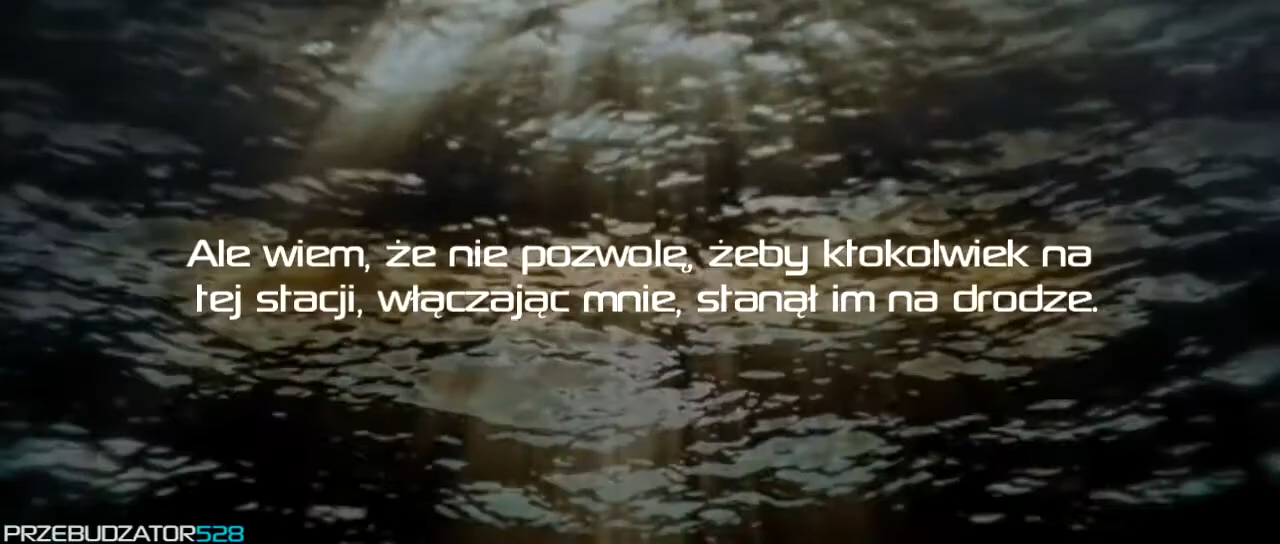 Ale wiem, że nie pozwolę, żeby ktokolwiek na
tej stacji, włączając mnie, stanął im na drodze.
PRZEBUDZATOR528